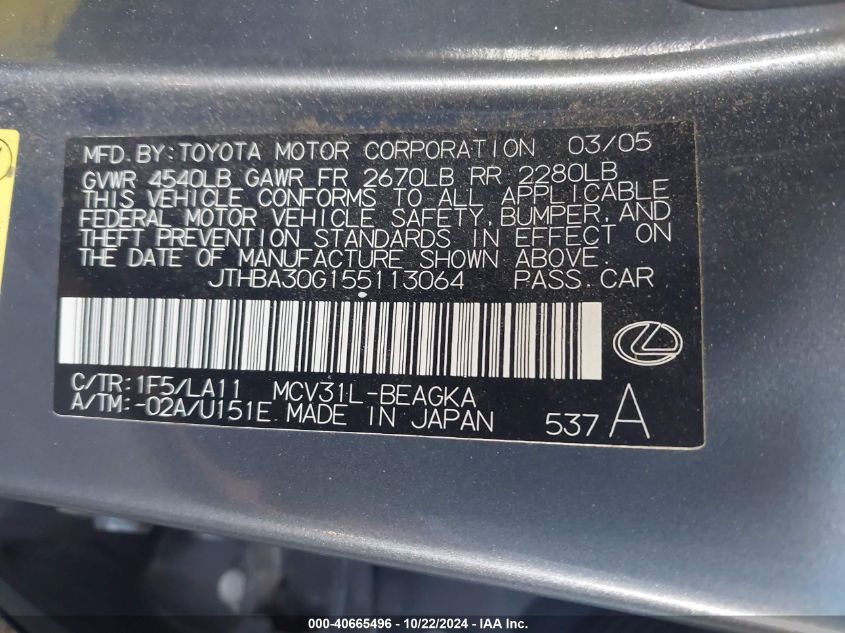 MFD. BY: TOYOTA MOTOR CORPORATION 03/05
GVWR 4540LB GAWR FR 2670LB RR 2280LB
THIS VEHICLE CONFORMS TO ALL APPLICABLE
FEDERAL MOTOR VEHICLE SAFETY, BUMPER, AND
THEFT PREVENTION STANDARDS IN EFFECT ON
THE DATE OF MANUFACTURE SHOWN ABOVE.
JTHBA30G155113064 PASS. CAR
C/TR: 1F5/LA11 MCV31L-BEAGKA
A/TM: -02A/U151E MADE IN JAPAN 537 A
000-40665496 - 10/22/2024 - IAA Inc.